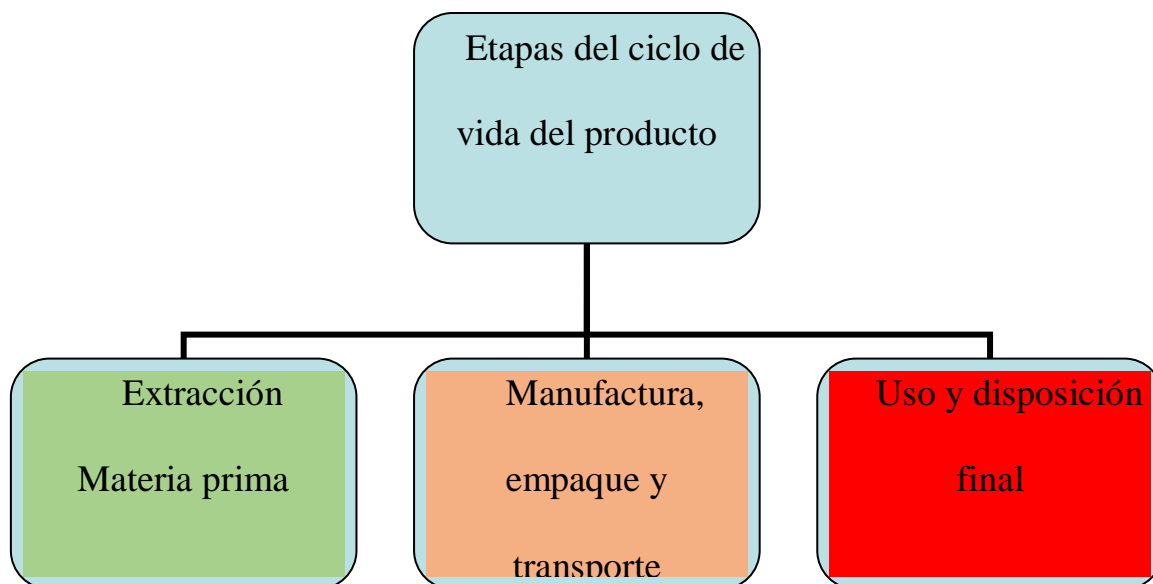 Etapas del ciclo de
vida del producto
Extracción
Materia prima
Manufactura,
empaque y
transporte
Uso y disposición
final